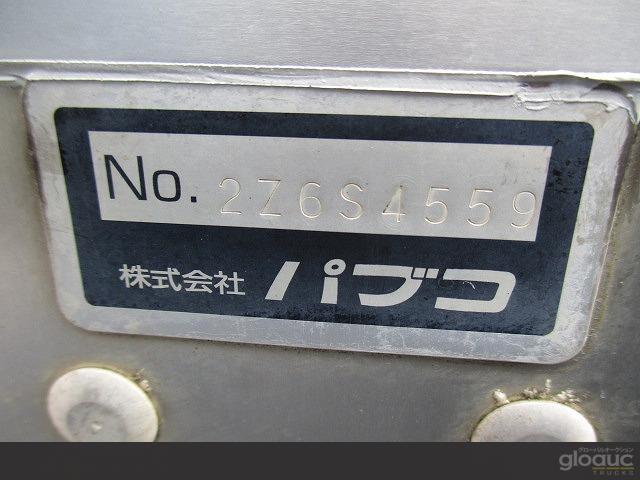 No. 2Z6S4559
株式会社 パブコ
グローバルオークション
gloauc
TRUCKS